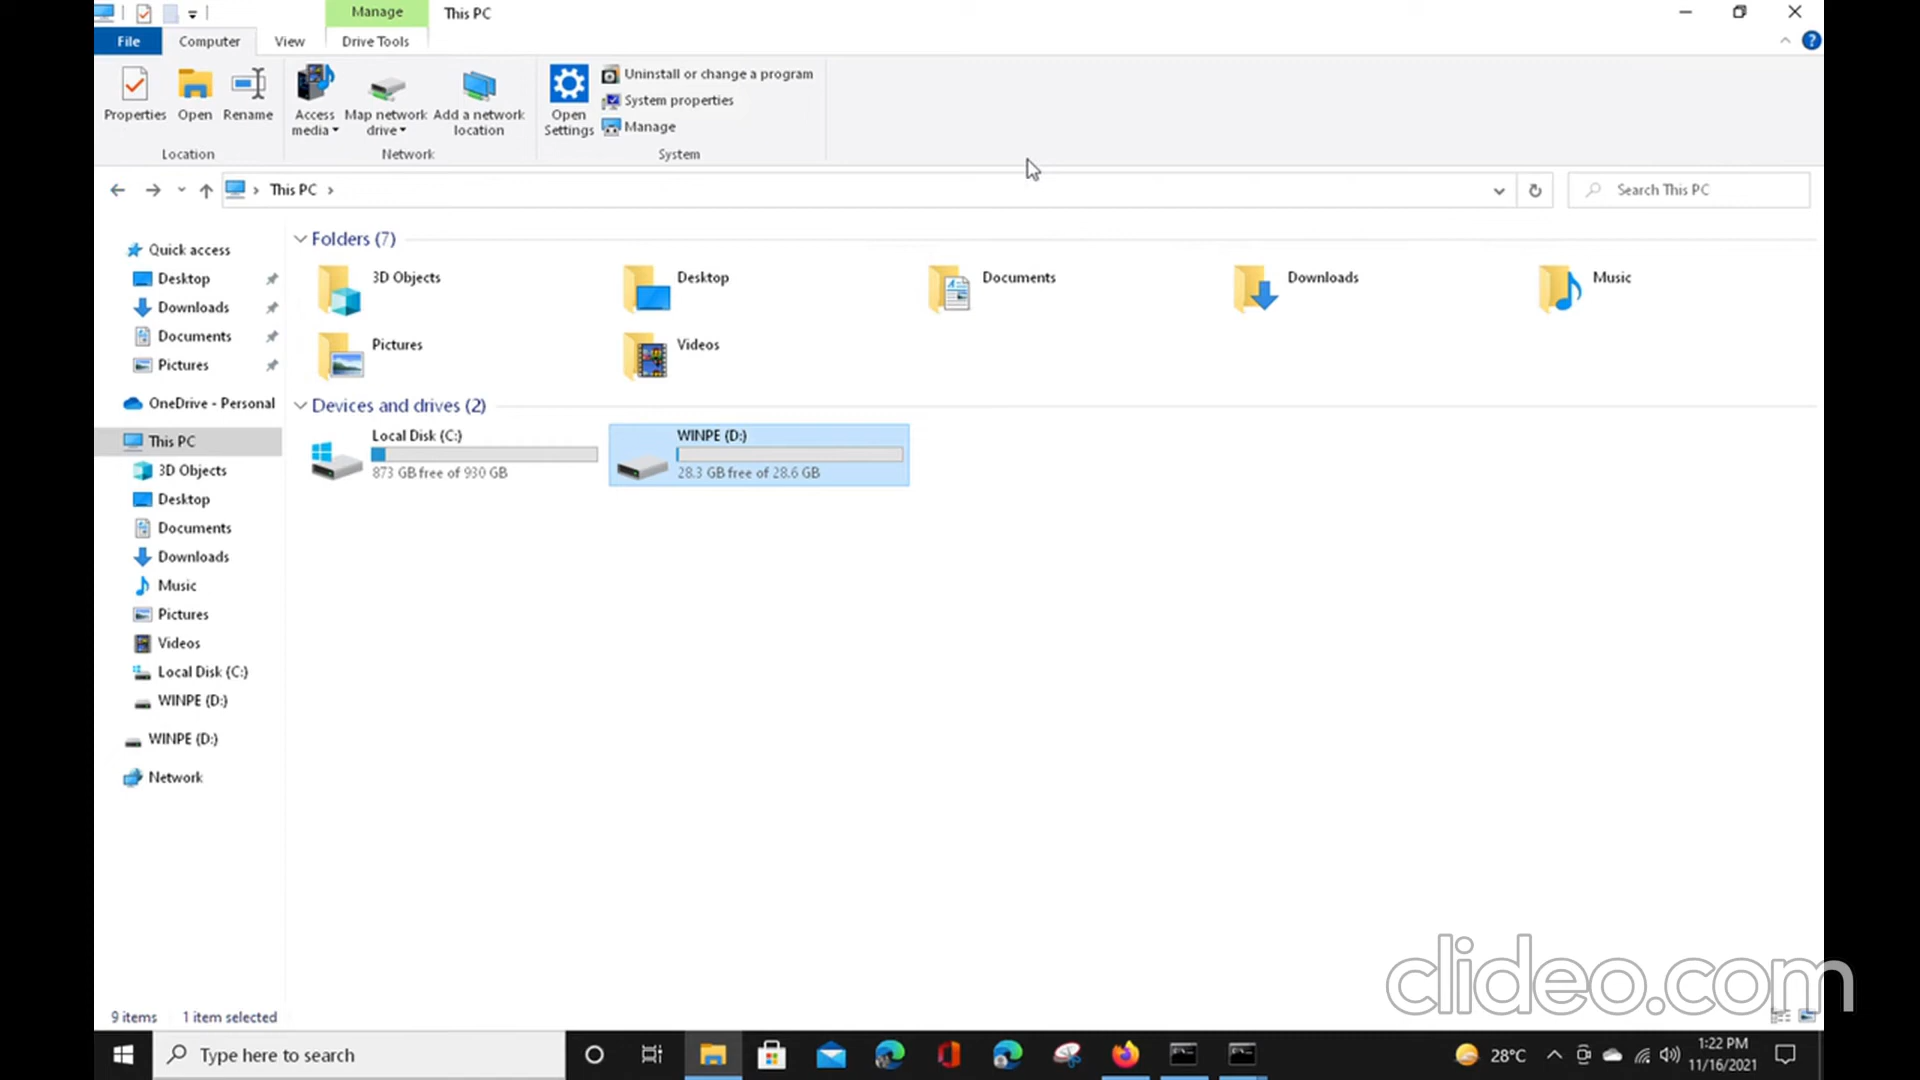 Manage
This PC
File
Computer
View
Drive Tools
Properties
Open
Rename
Access media
Map network drive
Add a network location
Open Settings
Uninstall or change a program
System properties
Manage
Location
Network
System
This PC
Search This PC
Quick access
Desktop
Downloads
Documents
Pictures
OneDrive - Personal
This PC
3D Objects
Desktop
Documents
Downloads
Music
Pictures
Videos
Local Disk (C:)
WINPE (D:)
WINPE (D:)
Network
Folders (7)
3D Objects
Desktop
Documents
Downloads
Music
Pictures
Videos
Devices and drives (2)
Local Disk (C:)
873 GB free of 930 GB
WINPE (D:)
28.3 GB free of 28.6 GB
clideo.com
9 items
1 item selected
Type here to search
28°C
1:22 PM
11/16/2021